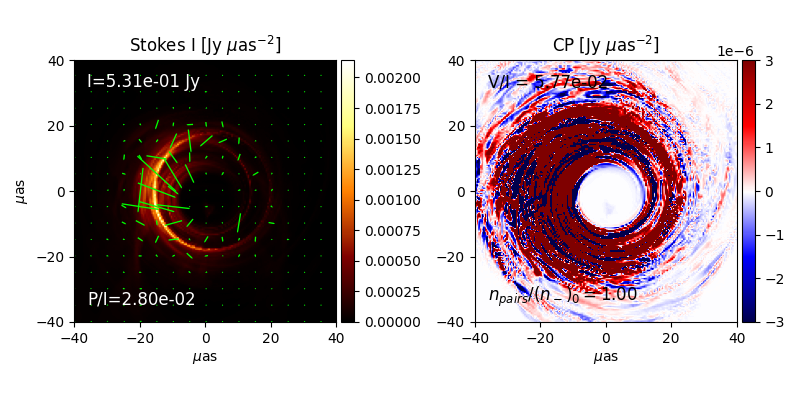 Stokes I [Jy μas⁻²]
I=5.31e-01 Jy
P/I=2.80e-02
40
20
0
−20
−40
−40 −20 0 20 40
μas
μas
0.00200
0.00175
0.00150
0.00125
0.00100
0.00075
0.00050
0.00025
0.00000
CP [Jy μas⁻²]
1e−6
V/I = 5.77e-03
n_pairs/(n_−)_0 = 1.00
40
20
0
−20
−40
−40 −20 0 20 40
μas
3
2
1
0
−1
−2
−3